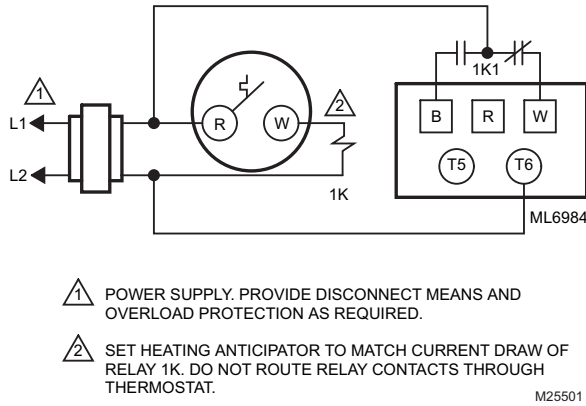 1K1
1
2
L1
R
W
B
R
W
L2
T5
T6
1K
ML6984
1
POWER SUPPLY. PROVIDE DISCONNECT MEANS AND
OVERLOAD PROTECTION AS REQUIRED.
2
SET HEATING ANTICIPATOR TO MATCH CURRENT DRAW OF
RELAY 1K. DO NOT ROUTE RELAY CONTACTS THROUGH
THERMOSTAT.
M25501